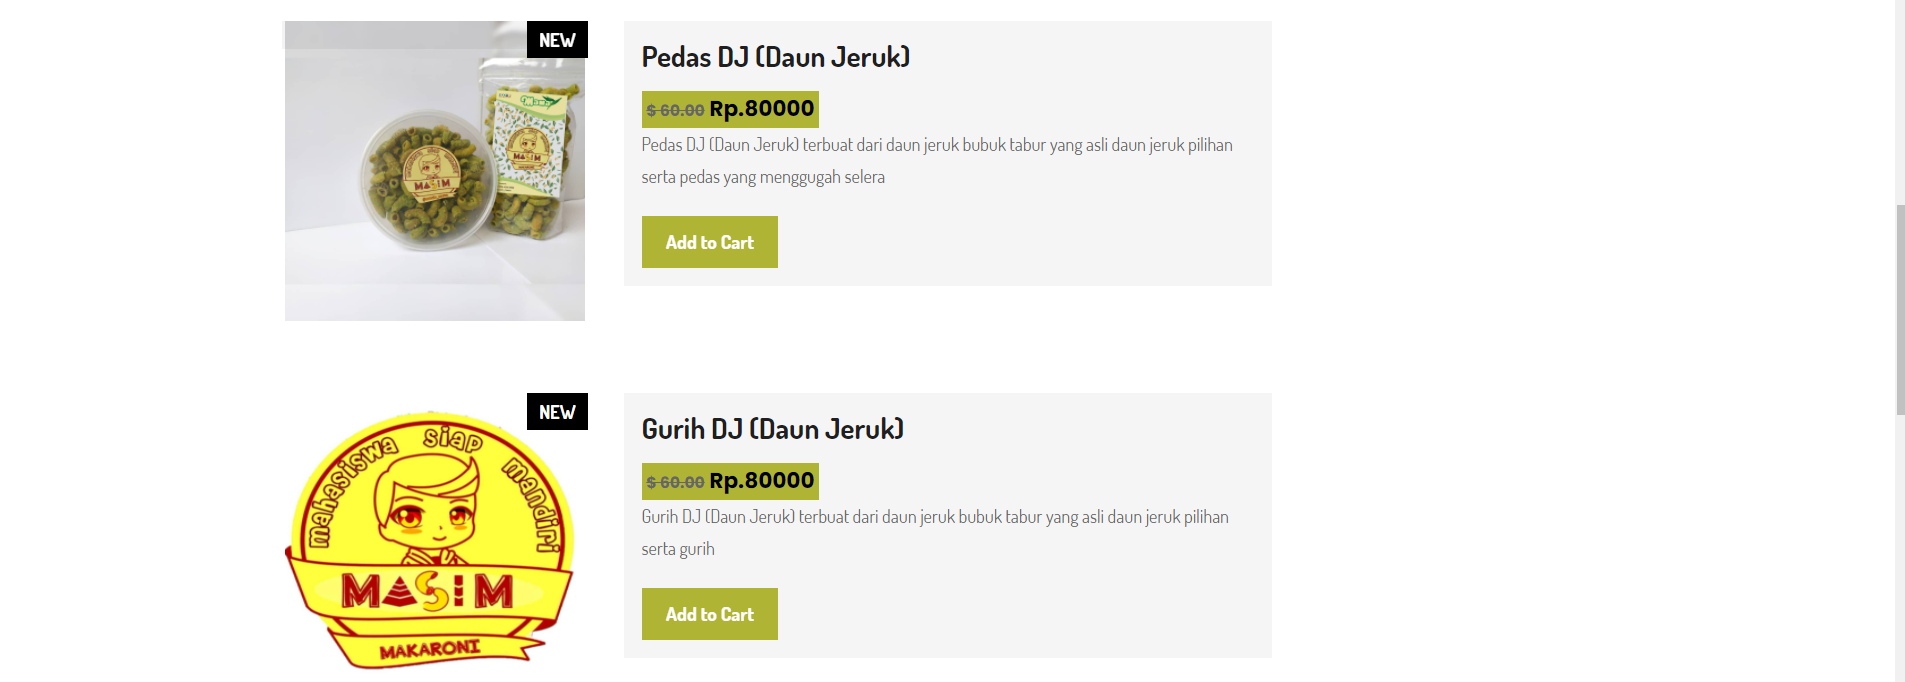 NEW
Pedas DJ (Daun Jeruk)
$ 60.00 Rp.80000
Pedas DJ (Daun Jeruk) terbuat dari daun jeruk bubuk tabur yang asli daun jeruk pilihan
serta pedas yang menggugah selera
Add to Cart
MASIM
MASIM
NEW
Gurih DJ (Daun Jeruk)
$ 60.00 Rp.80000
Gurih DJ (Daun Jeruk) terbuat dari daun jeruk bubuk tabur yang asli daun jeruk pilihan
serta gurih
Add to Cart
mahasiswa siap mandiri
MASIM
MAKARONI